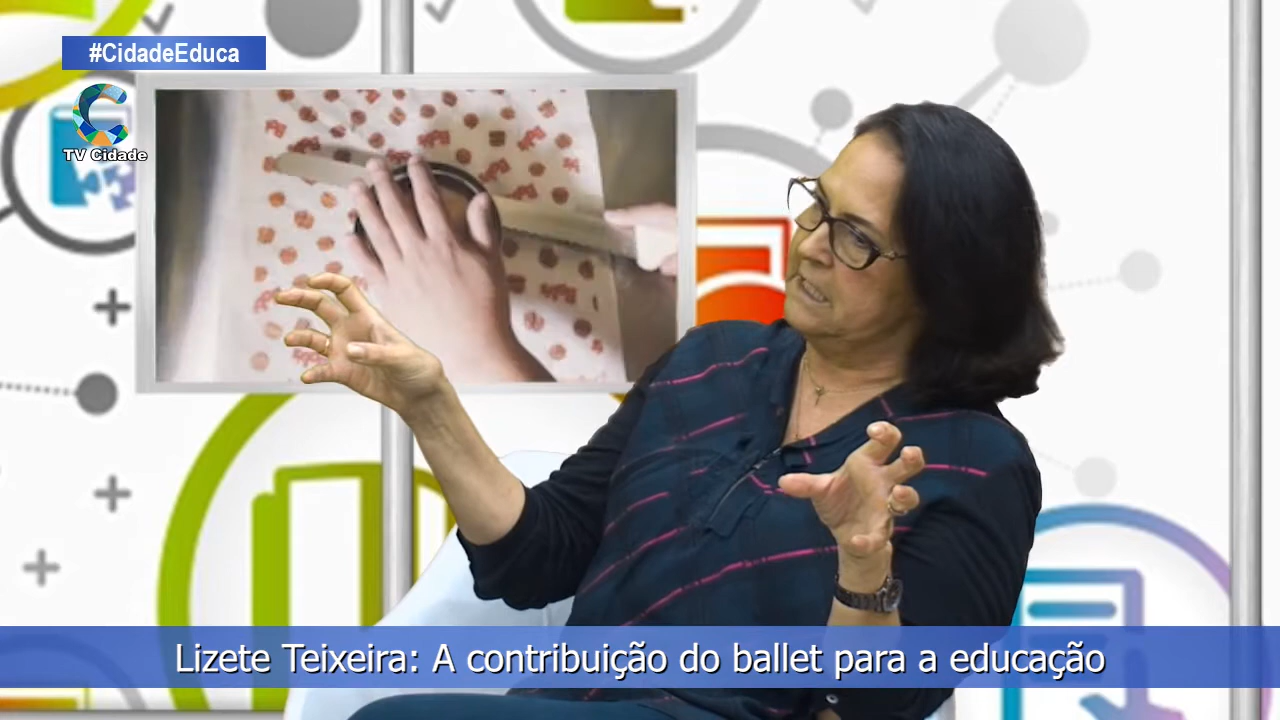 #CidadeEduca
TV Cidade
Lizete Teixeira: A contribuição do ballet para a educação